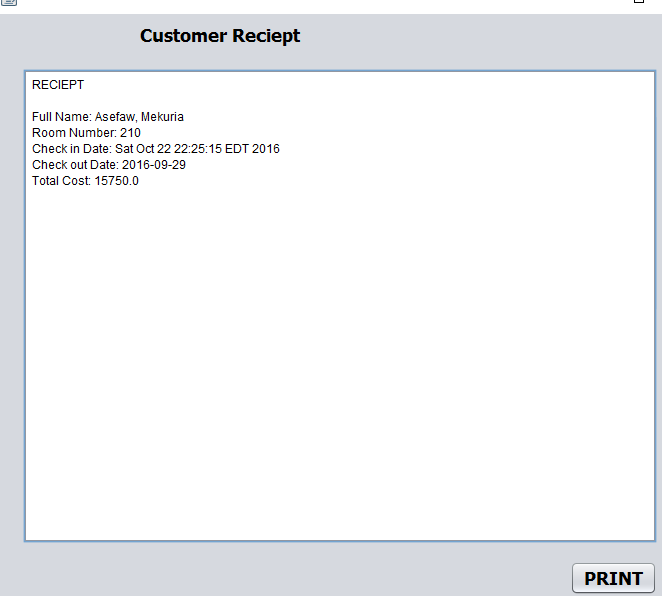 Customer Reciept
RECIEPT
Full Name: Asefaw, Mekuria
Room Number: 210
Check in Date: Sat Oct 22 22:25:15 EDT 2016
Check out Date: 2016-09-29
Total Cost: 15750.0
PRINT